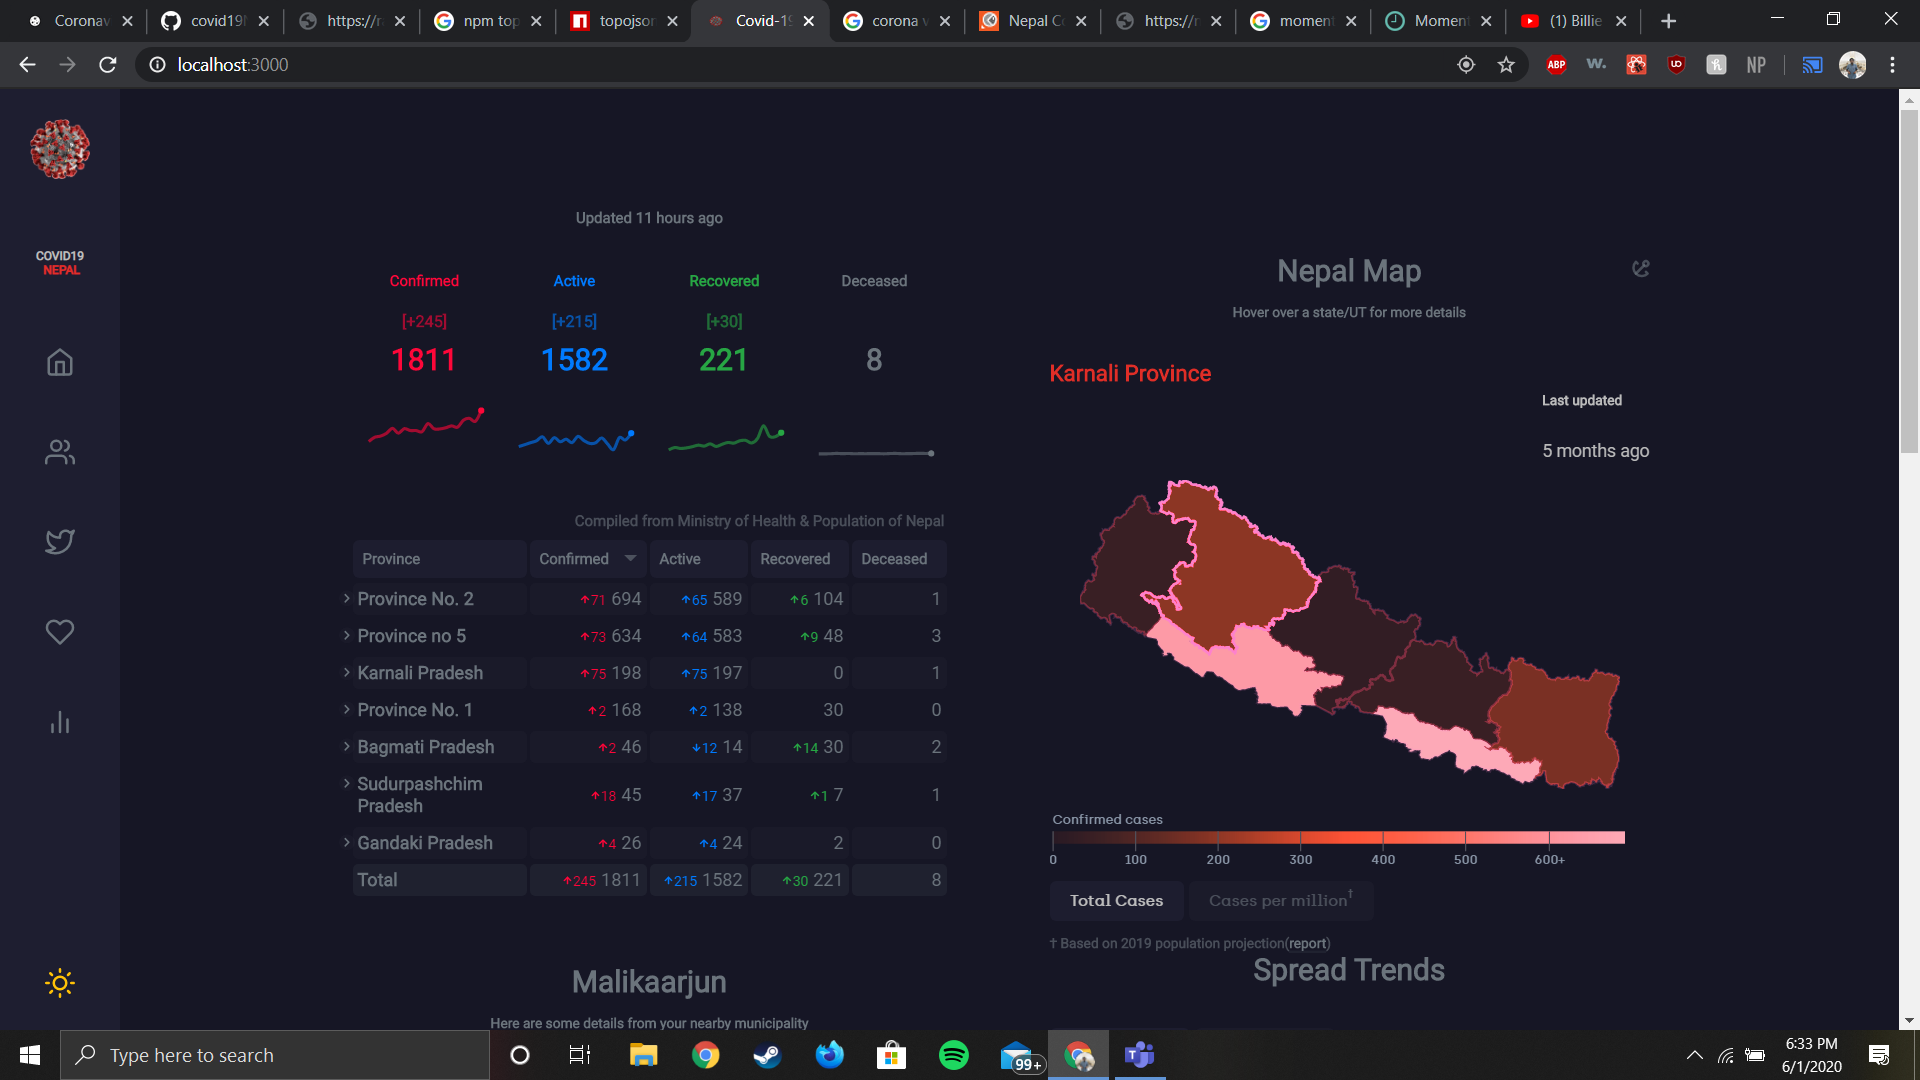 Coronav
covid19
https://r
npm top
topojsor
Covid-19
corona v
Nepal Co
https://r
momen
Momen
(1) Billie
localhost:3000
ABP
w.
UD
NP
COVID19
NEPAL
Updated 11 hours ago
Confirmed Active Recovered Deceased
[+245] [+215] [+30]
1811 1582 221 8
Compiled from Ministry of Health & Population of Nepal
Province Confirmed Active Recovered Deceased
Province No. 2 ↑71 694 ↑65 589 ↑6 104 1
Province no 5 ↑73 634 ↑64 583 ↑9 48 3
Karnali Pradesh ↑75 198 ↑75 197 0 1
Province No. 1 ↑2 168 ↑2 138 30 0
Bagmati Pradesh ↑2 46 ↓12 14 ↑14 30 2
Sudurpashchim
Pradesh ↑18 45 ↑17 37 ↑1 7 1
Gandaki Pradesh ↑4 26 ↑4 24 2 0
Total ↑245 1811 ↑215 1582 ↑30 221 8
Malikaarjun
Here are some details from your nearby municipality
Nepal Map
Hover over a state/UT for more details
Karnali Province
Last updated
5 months ago
Confirmed cases
0 100 200 300 400 500 600+
Total Cases
Cases per million†
† Based on 2019 population projection(report)
Spread Trends
Type here to search
99+
6:33 PM
6/1/2020